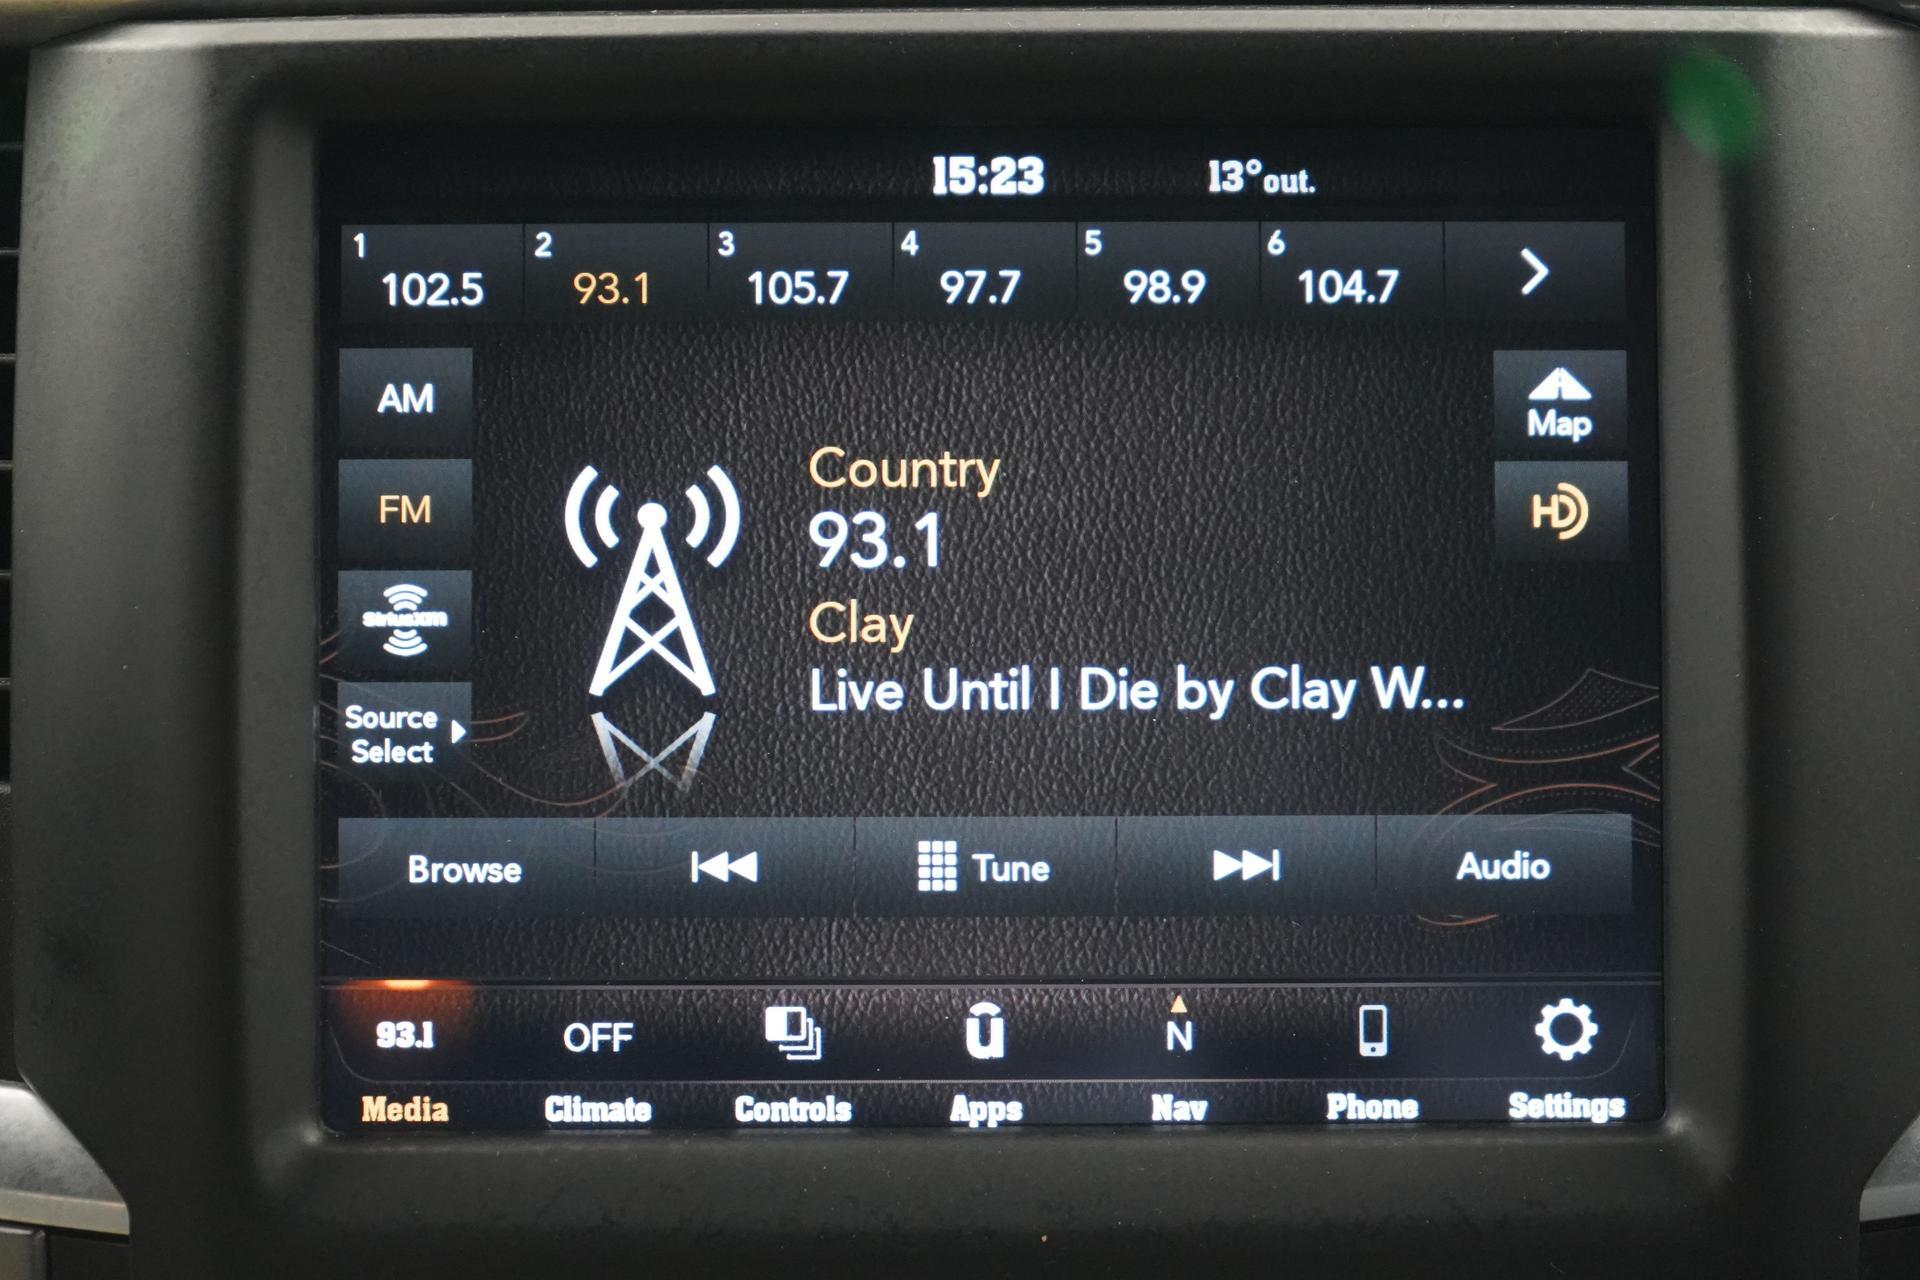 15:23 13°out.
1 2 3 4 5 6
102.5 93.1 105.7 97.7 98.9 104.7
AM
FM
SiriusXM
Source
Select
Country
93.1
Clay
Live Until I Die by Clay W...
Map
HD
Browse Tune Audio
93.1 OFF û N
Media Climate Controls Apps Nav Phone Settings